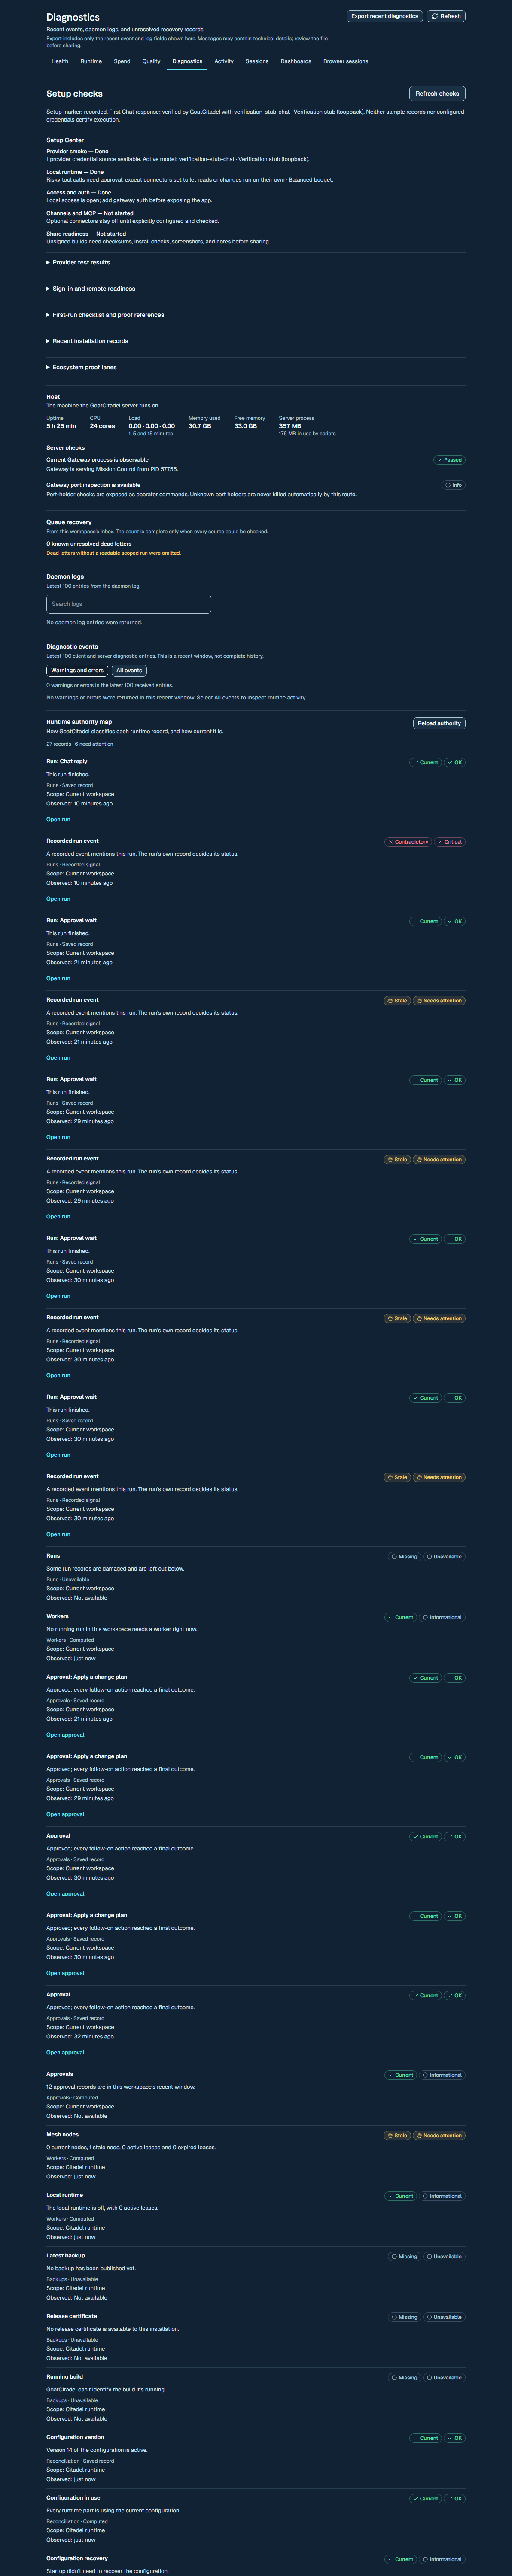 Diagnostics
Export recent diagnostics
Refresh
Recent events, daemon logs, and unresolved recovery records.
Export includes only the recent event and log fields shown here. Messages may contain technical details; review the file
before sharing.
Health
Runtime
Spend
Quality
Diagnostics
Activity
Sessions
Dashboards
Browser sessions
Setup checks
Refresh checks
Setup marker: recorded. First Chat response: verified by GoatCitadel with verification-stub-chat · Verification stub (loopback). Neither sample records nor configured
credentials certify execution.
Setup Center
Provider smoke — Done
1 provider credential source available. Active model: verification-stub-chat · Verification stub (loopback).
Local runtime — Done
Risky tool calls need approval, except connectors set to let reads or changes run on their own · Balanced budget.
Access and auth — Done
Local access is open; add gateway auth before exposing the app.
Channels and MCP — Not started
Optional connectors stay off until explicitly configured and checked.
Share readiness — Not started
Unsigned builds need checksums, install checks, screenshots, and notes before sharing.
Provider test results
Sign-in and remote readiness
First-run checklist and proof references
Recent installation records
Ecosystem proof lanes
Host
The machine the GoatCitadel server runs on.
Uptime
5 h 25 min
CPU
24 cores
Load
0.00 · 0.00 · 0.00
1, 5 and 15 minutes
Memory used
30.7 GB
Free memory
33.0 GB
Server process
357 MB
176 MB in use by scripts
Server checks
Current Gateway process is observable
Passed
Gateway is serving Mission Control from PID 57756.
Gateway port inspection is available
Info
Port-holder checks are exposed as operator commands. Unknown port holders are never killed automatically by this route.
Queue recovery
From this workspace's Inbox. The count is complete only when every source could be checked.
0 known unresolved dead letters
Dead letters without a readable scoped run were omitted.
Daemon logs
Latest 100 entries from the daemon log.
Search logs
No daemon log entries were returned.
Diagnostic events
Latest 100 client and server diagnostic entries. This is a recent window, not complete history.
Warnings and errors
All events
0 warnings or errors in the latest 100 received entries.
No warnings or errors were returned in this recent window. Select All events to inspect routine activity.
Runtime authority map
Reload authority
How GoatCitadel classifies each runtime record, and how current it is.
27 records · 6 need attention
Run: Chat reply
Current
OK
This run finished.
Runs · Saved record
Scope: Current workspace
Observed: 10 minutes ago
Open run
Recorded run event
Contradictory
Critical
A recorded event mentions this run. The run's own record decides its status.
Runs · Recorded signal
Scope: Current workspace
Observed: 10 minutes ago
Open run
Run: Approval wait
Current
OK
This run finished.
Runs · Saved record
Scope: Current workspace
Observed: 21 minutes ago
Open run
Recorded run event
Stale
Needs attention
A recorded event mentions this run. The run's own record decides its status.
Runs · Recorded signal
Scope: Current workspace
Observed: 21 minutes ago
Open run
Run: Approval wait
Current
OK
This run finished.
Runs · Saved record
Scope: Current workspace
Observed: 29 minutes ago
Open run
Recorded run event
Stale
Needs attention
A recorded event mentions this run. The run's own record decides its status.
Runs · Recorded signal
Scope: Current workspace
Observed: 29 minutes ago
Open run
Run: Approval wait
Current
OK
This run finished.
Runs · Saved record
Scope: Current workspace
Observed: 30 minutes ago
Open run
Recorded run event
Stale
Needs attention
A recorded event mentions this run. The run's own record decides its status.
Runs · Recorded signal
Scope: Current workspace
Observed: 30 minutes ago
Open run
Run: Approval wait
Current
OK
This run finished.
Runs · Saved record
Scope: Current workspace
Observed: 30 minutes ago
Open run
Recorded run event
Stale
Needs attention
A recorded event mentions this run. The run's own record decides its status.
Runs · Recorded signal
Scope: Current workspace
Observed: 30 minutes ago
Open run
Runs
Missing
Unavailable
Some run records are damaged and are left out below.
Runs · Unavailable
Scope: Current workspace
Observed: Not available
Workers
Current
Informational
No running run in this workspace needs a worker right now.
Workers · Computed
Scope: Current workspace
Observed: just now
Approval: Apply a change plan
Current
OK
Approved; every follow-on action reached a final outcome.
Approvals · Saved record
Scope: Current workspace
Observed: 21 minutes ago
Open approval
Approval: Apply a change plan
Current
OK
Approved; every follow-on action reached a final outcome.
Approvals · Saved record
Scope: Current workspace
Observed: 29 minutes ago
Open approval
Approval
Current
OK
Approved; every follow-on action reached a final outcome.
Approvals · Saved record
Scope: Current workspace
Observed: 30 minutes ago
Open approval
Approval: Apply a change plan
Current
OK
Approved; every follow-on action reached a final outcome.
Approvals · Saved record
Scope: Current workspace
Observed: 30 minutes ago
Open approval
Approval
Current
OK
Approved; every follow-on action reached a final outcome.
Approvals · Saved record
Scope: Current workspace
Observed: 32 minutes ago
Open approval
Approvals
Current
Informational
12 approval records are in this workspace's recent window.
Approvals · Computed
Scope: Current workspace
Observed: Not available
Mesh nodes
Stale
Needs attention
0 current nodes, 1 stale node, 0 active leases and 0 expired leases.
Workers · Computed
Scope: Citadel runtime
Observed: just now
Local runtime
Current
Informational
The local runtime is off, with 0 active leases.
Workers · Computed
Scope: Citadel runtime
Observed: just now
Latest backup
Missing
Unavailable
No backup has been published yet.
Backups · Unavailable
Scope: Citadel runtime
Observed: Not available
Release certificate
Missing
Unavailable
No release certificate is available to this installation.
Backups · Unavailable
Scope: Citadel runtime
Observed: Not available
Running build
Missing
Unavailable
GoatCitadel can't identify the build it's running.
Backups · Unavailable
Scope: Citadel runtime
Observed: Not available
Configuration version
Current
OK
Version 14 of the configuration is active.
Reconciliation · Saved record
Scope: Citadel runtime
Observed: just now
Configuration in use
Current
OK
Every runtime part is using the current configuration.
Reconciliation · Computed
Scope: Citadel runtime
Observed: just now
Configuration recovery
Current
Informational
Startup didn't need to recover the configuration.